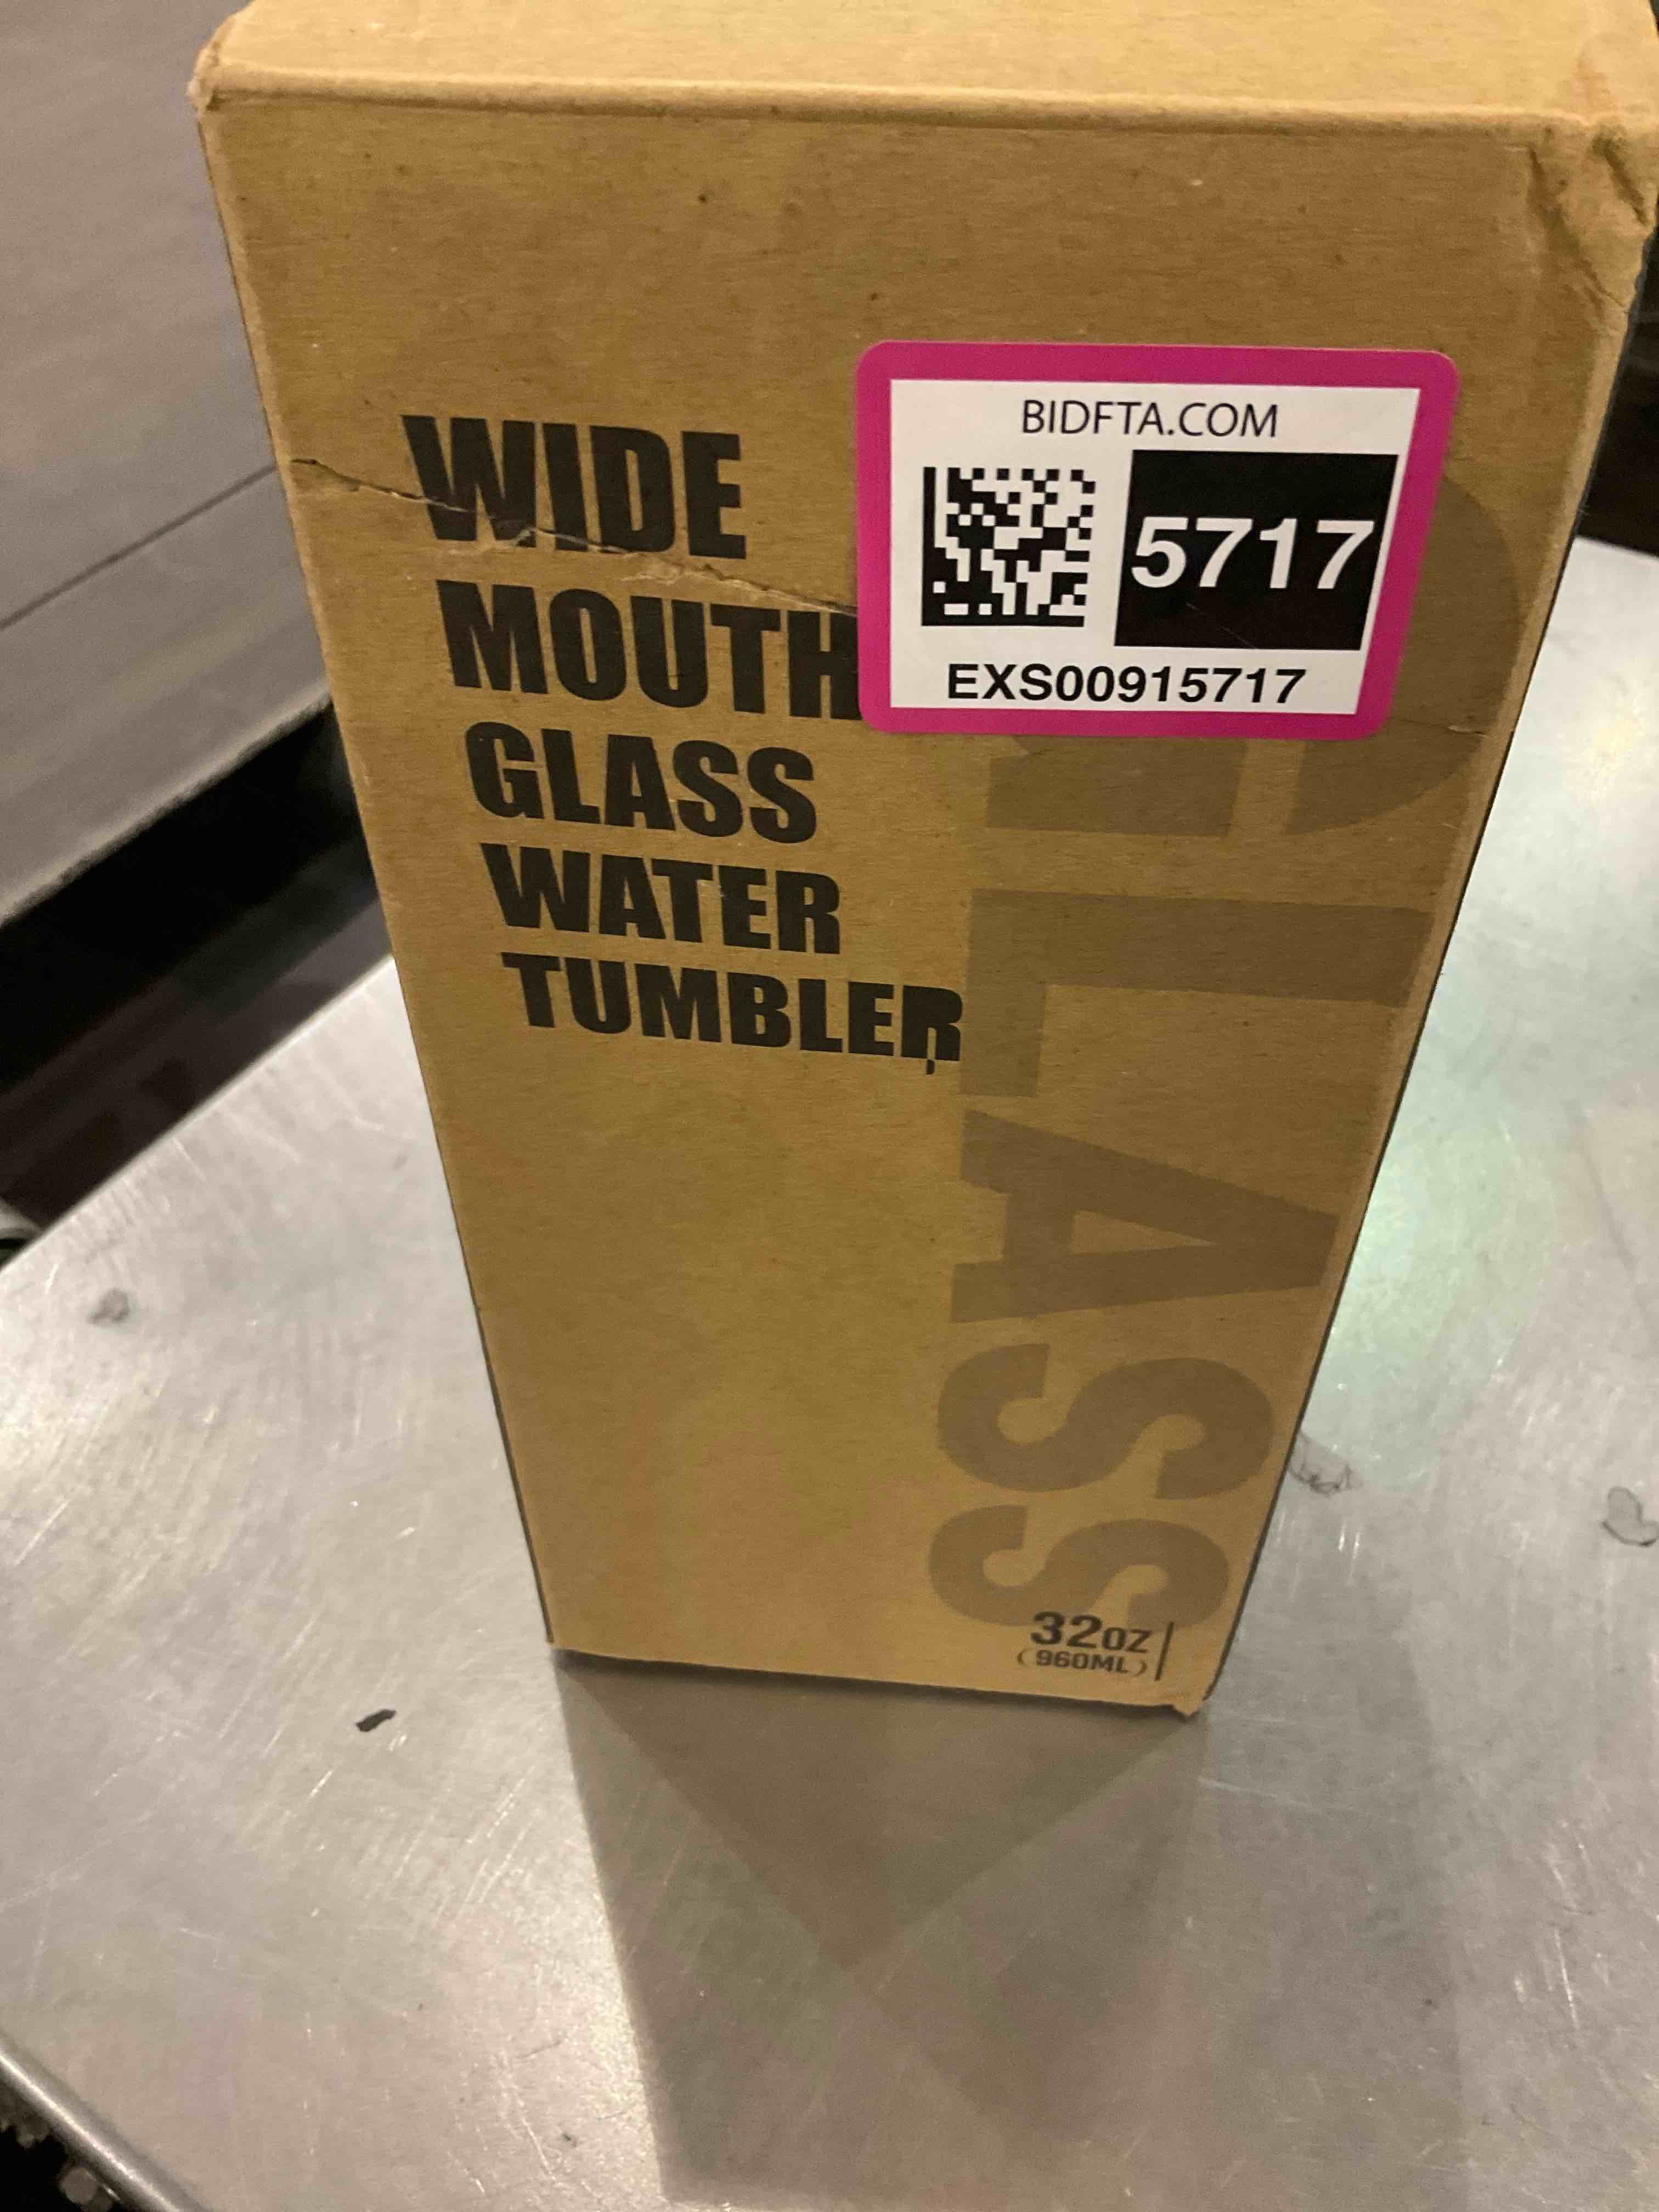 WIDE
MOUTH
GLASS
WATER
TUMBLER
BIDFTA.COM
5717
EXS00915717
GLASS
32OZ
(960ML)